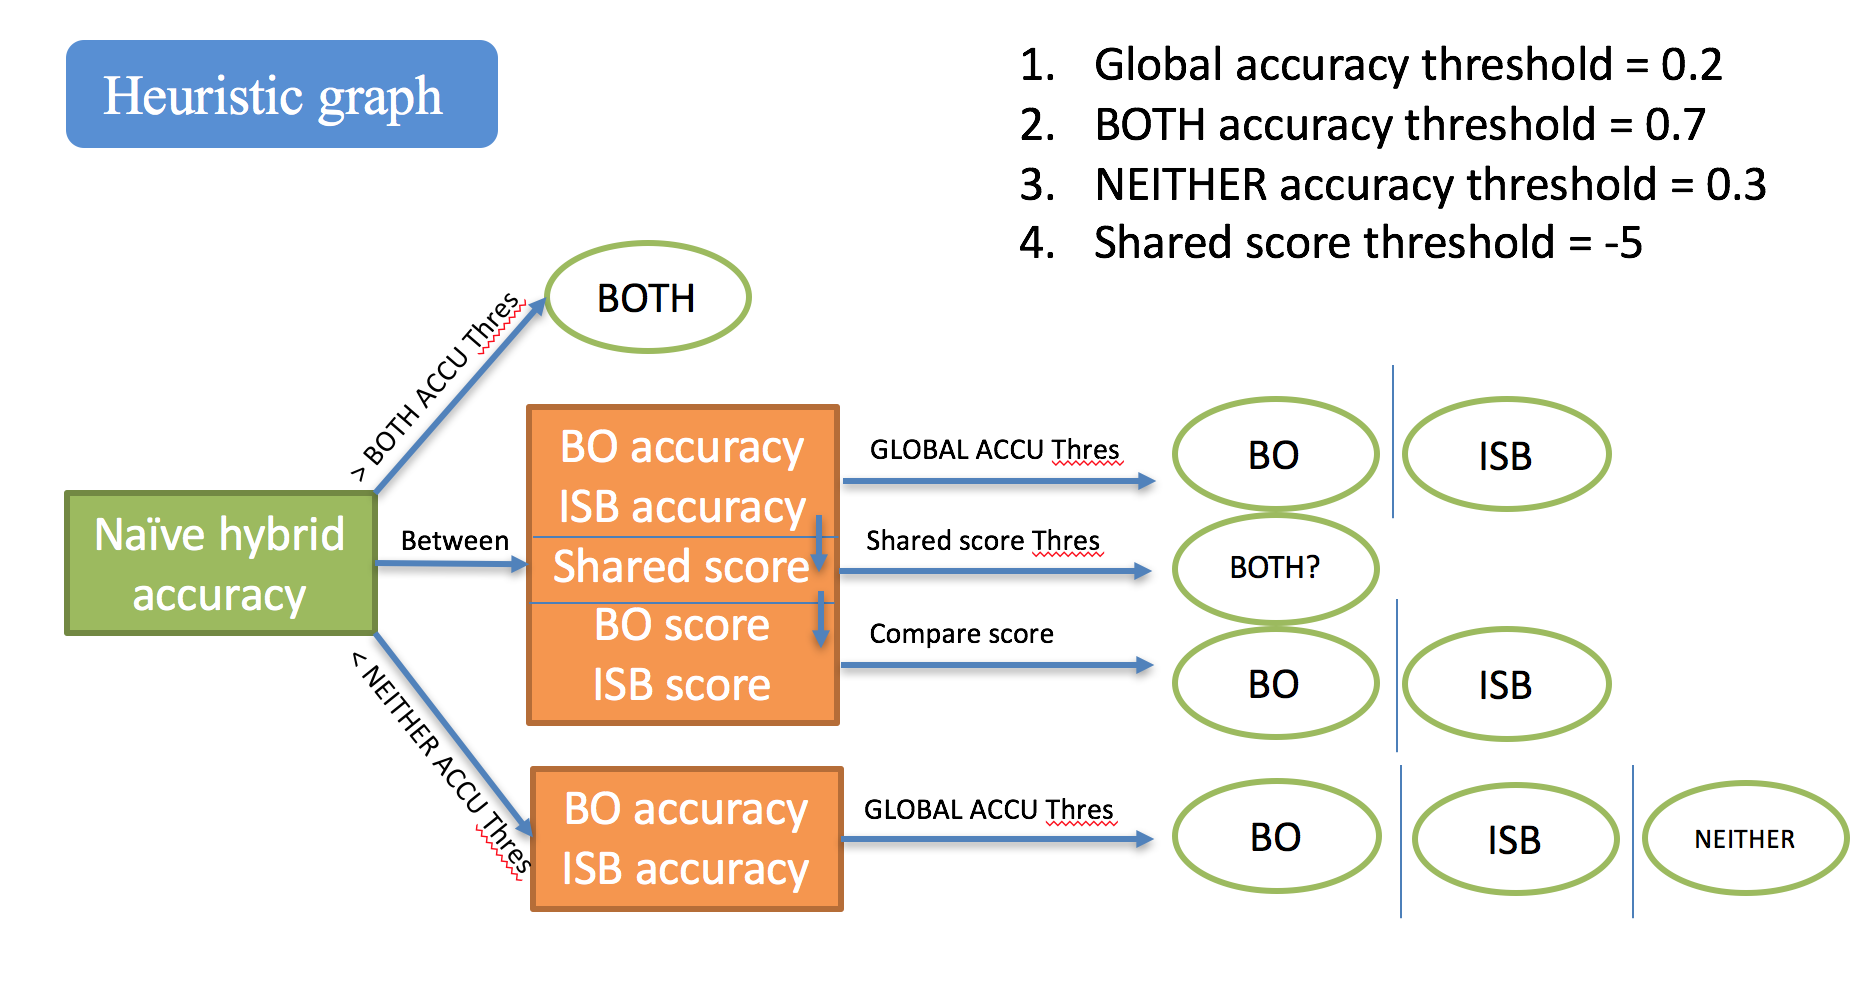 Heuristic graph
1. Global accuracy threshold = 0.2
2. BOTH accuracy threshold = 0.7
3. NEITHER accuracy threshold = 0.3
4. Shared score threshold = -5
BOTH
> BOTH ACCU Thres
Naïve hybrid
accuracy
Between
< NEITHER ACCU Thres
BO accuracy
ISB accuracy
Shared score
BO score
ISB score
GLOBAL ACCU Thres
BO
ISB
Shared score Thres
BOTH?
Compare score
BO
ISB
BO accuracy
ISB accuracy
GLOBAL ACCU Thres
BO
ISB
NEITHER